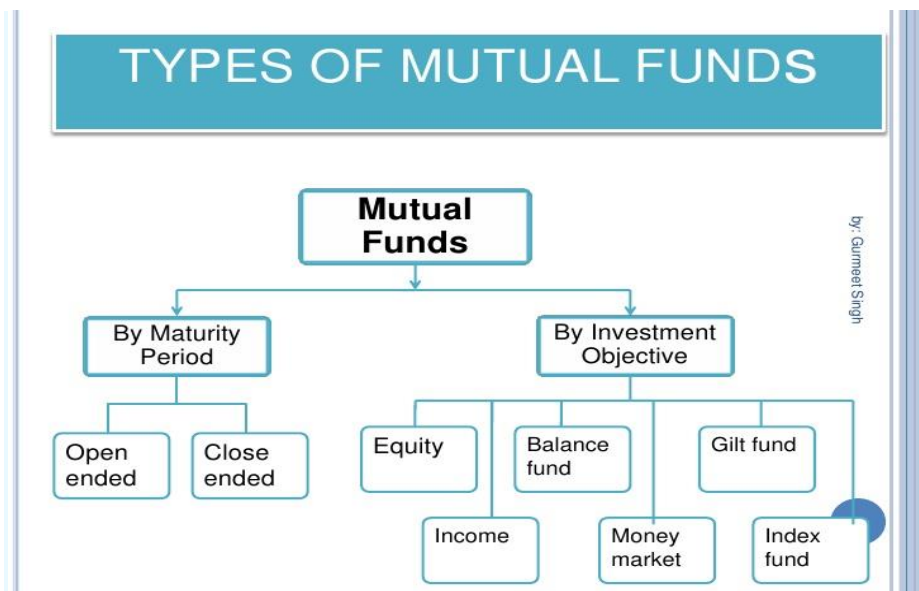 TYPES OF MUTUAL FUNDS
Mutual
Funds
by: Gurmeet Singh
By Maturity
Period
By Investment
Objective
Open
ended
Close
ended
Equity
Balance
fund
Gilt fund
Income
Money
market
Index
fund